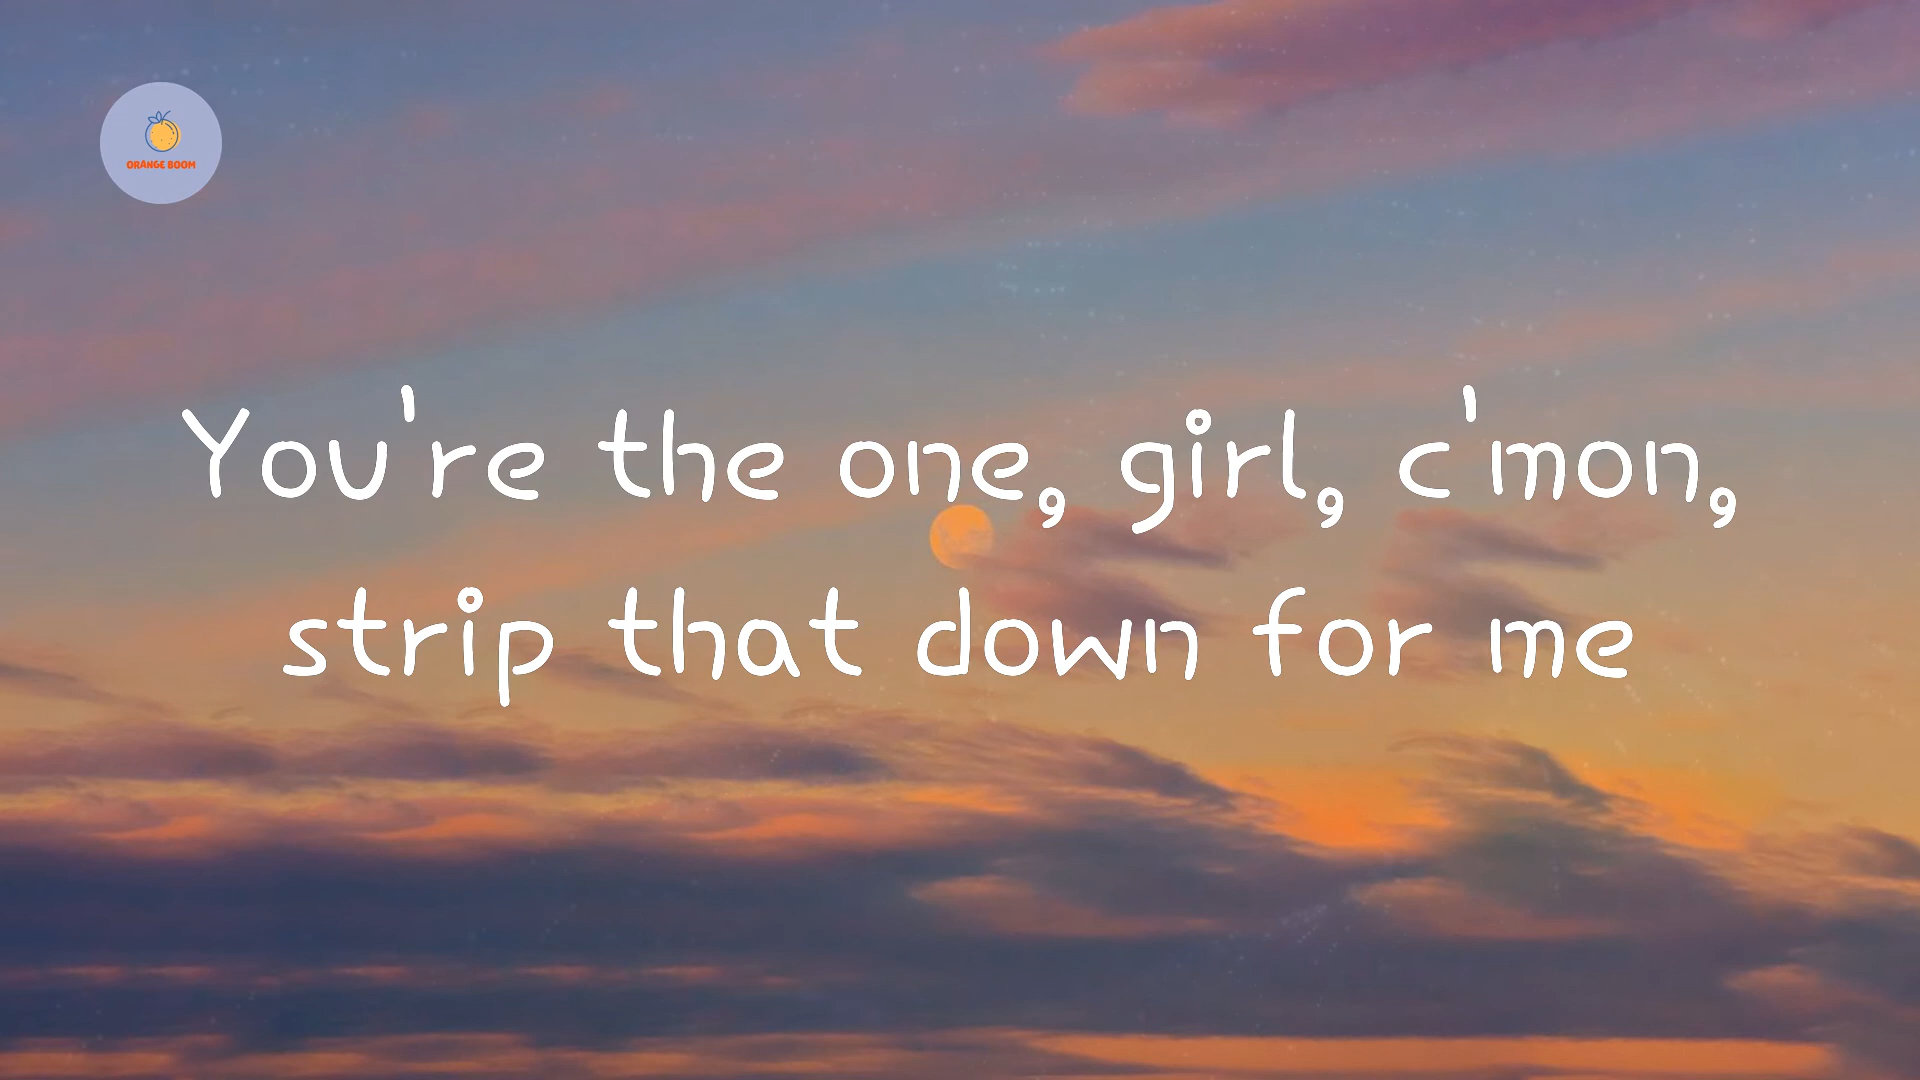 ORANGE BOOM
You're the one, girl, c'mon,
strip that down for me